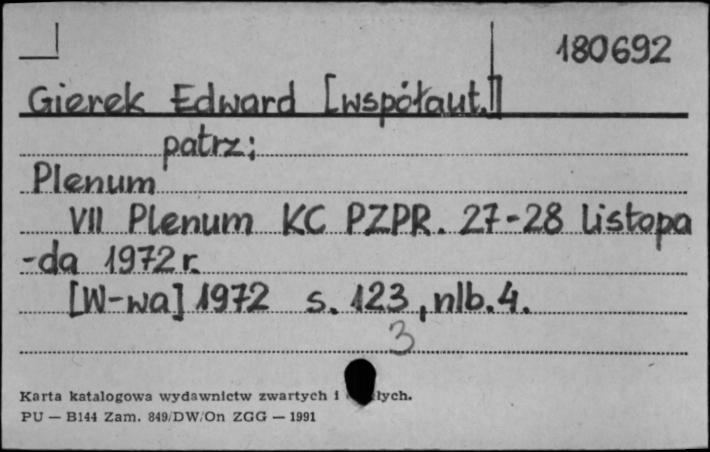 180692
Gierek Edward [współaut.]
patrz:
Plenum
VII Plenum KC PZPR. 27-28 listopa
-da 1972 r.
[W-wa] 1972 s. 123, nlb. 4.
3
Karta katalogowa wydawnictw zwartych i
PU — B144 Zam. 849/DW/On ZGG — 1991